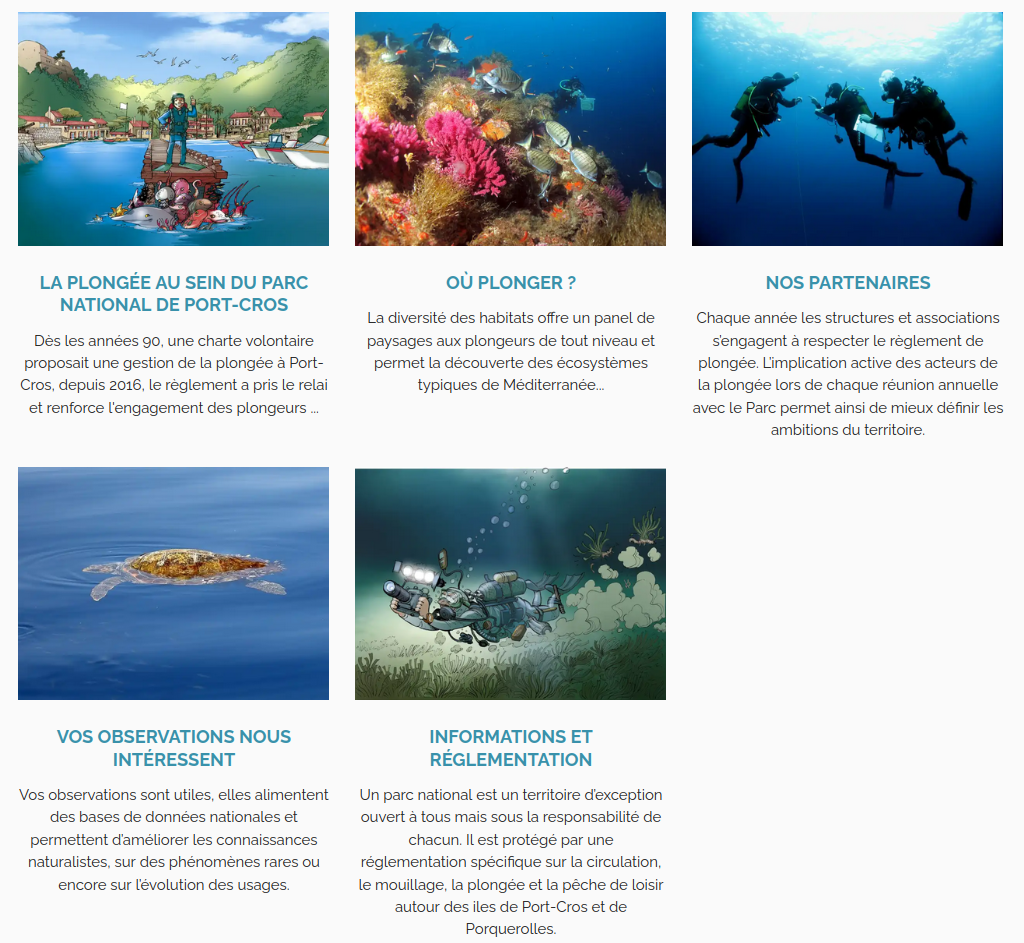 LA PLONGÉE AU SEIN DU PARC
NATIONAL DE PORT-CROS
Dès les années 90, une charte volontaire
proposait une gestion de la plongée à Port-
Cros, depuis 2016, le règlement a pris le relai
et renforce l'engagement des plongeurs ...
OÙ PLONGER ?
La diversité des habitats offre un panel de
paysages aux plongeurs de tout niveau et
permet la découverte des écosystèmes
typiques de Méditerranée...
NOS PARTENAIRES
Chaque année les structures et associations
s'engagent à respecter le règlement de
plongée. L'implication active des acteurs de
la plongée lors de chaque réunion annuelle
avec le Parc permet ainsi de mieux définir les
ambitions du territoire.
VOS OBSERVATIONS NOUS
INTÉRESSENT
Vos observations sont utiles, elles alimentent
des bases de données nationales et
permettent d'améliorer les connaissances
naturalistes, sur des phénomènes rares ou
encore sur l'évolution des usages.
INFORMATIONS ET
RÉGLEMENTATION
Un parc national est un territoire d'exception
ouvert à tous mais sous la responsabilité de
chacun. Il est protégé par une
réglementation spécifique sur la circulation,
le mouillage, la plongée et la pêche de loisir
autour des iles de Port-Cros et de
Porquerolles.